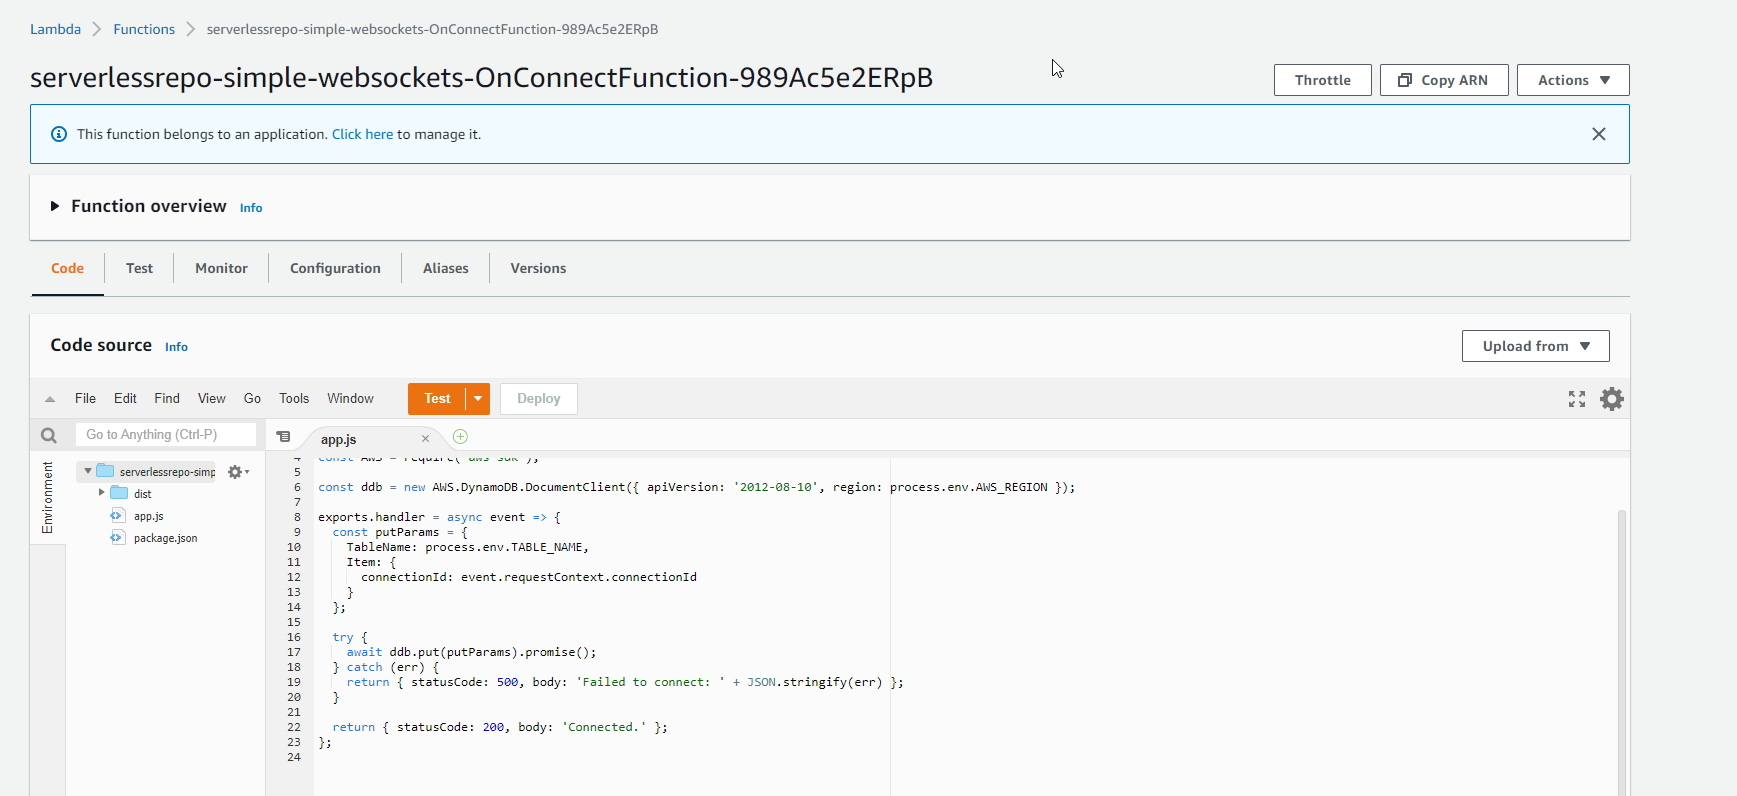 Lambda > Functions > serverlessrepo-simple-websockets-OnConnectFunction-989Ac5e2ERpB
serverlessrepo-simple-websockets-OnConnectFunction-989Ac5e2ERpB
Throttle Copy ARN Actions
This function belongs to an application. Click here to manage it.
Function overview Info
Code Test Monitor Configuration Aliases Versions
Code source Info
Upload from
File Edit Find View Go Tools Window Test Deploy
Go to Anything (Ctrl-P)
app.js
Environment
serverlessrepo-simp
dist
app.js
package.json
4 const AWS = require('aws-sdk');
5
6 const ddb = new AWS.DynamoDB.DocumentClient({ apiVersion: '2012-08-10', region: process.env.AWS_REGION });
7
8 exports.handler = async event => {
9   const putParams = {
10     TableName: process.env.TABLE_NAME,
11     Item: {
12       connectionId: event.requestContext.connectionId
13     }
14   };
15
16   try {
17     await ddb.put(putParams).promise();
18   } catch (err) {
19     return { statusCode: 500, body: 'Failed to connect: ' + JSON.stringify(err) };
20   }
21
22   return { statusCode: 200, body: 'Connected.' };
23 };
24